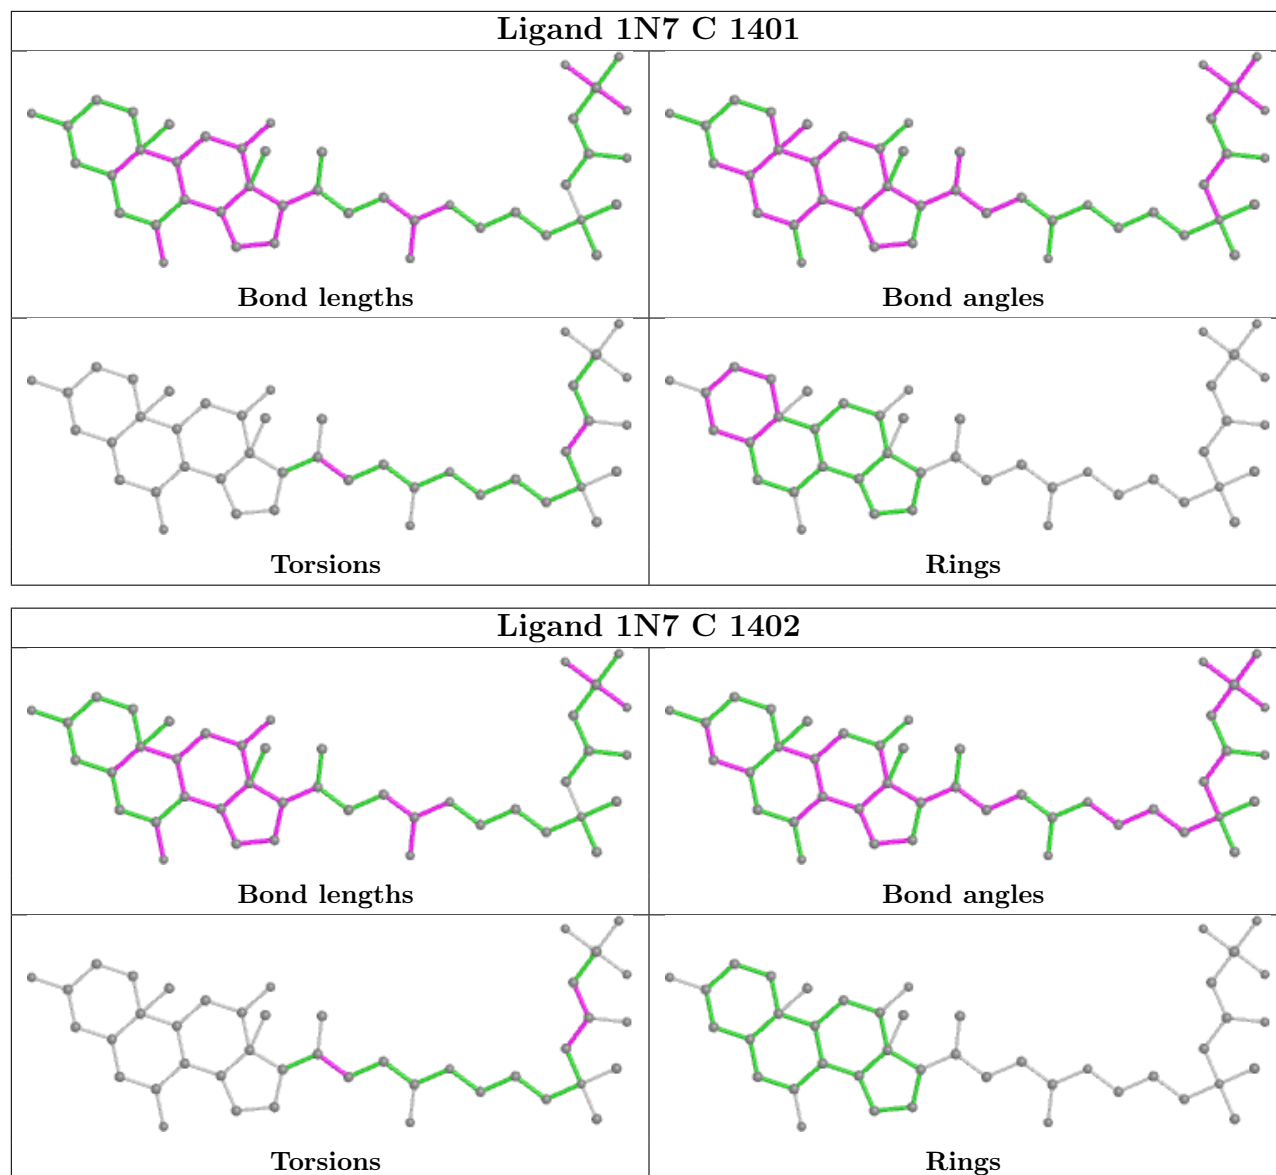 Ligand 1N7 C 1401
Bond lengths
Bond angles
Torsions
Rings
Ligand 1N7 C 1402
Bond lengths
Bond angles
Torsions
Rings